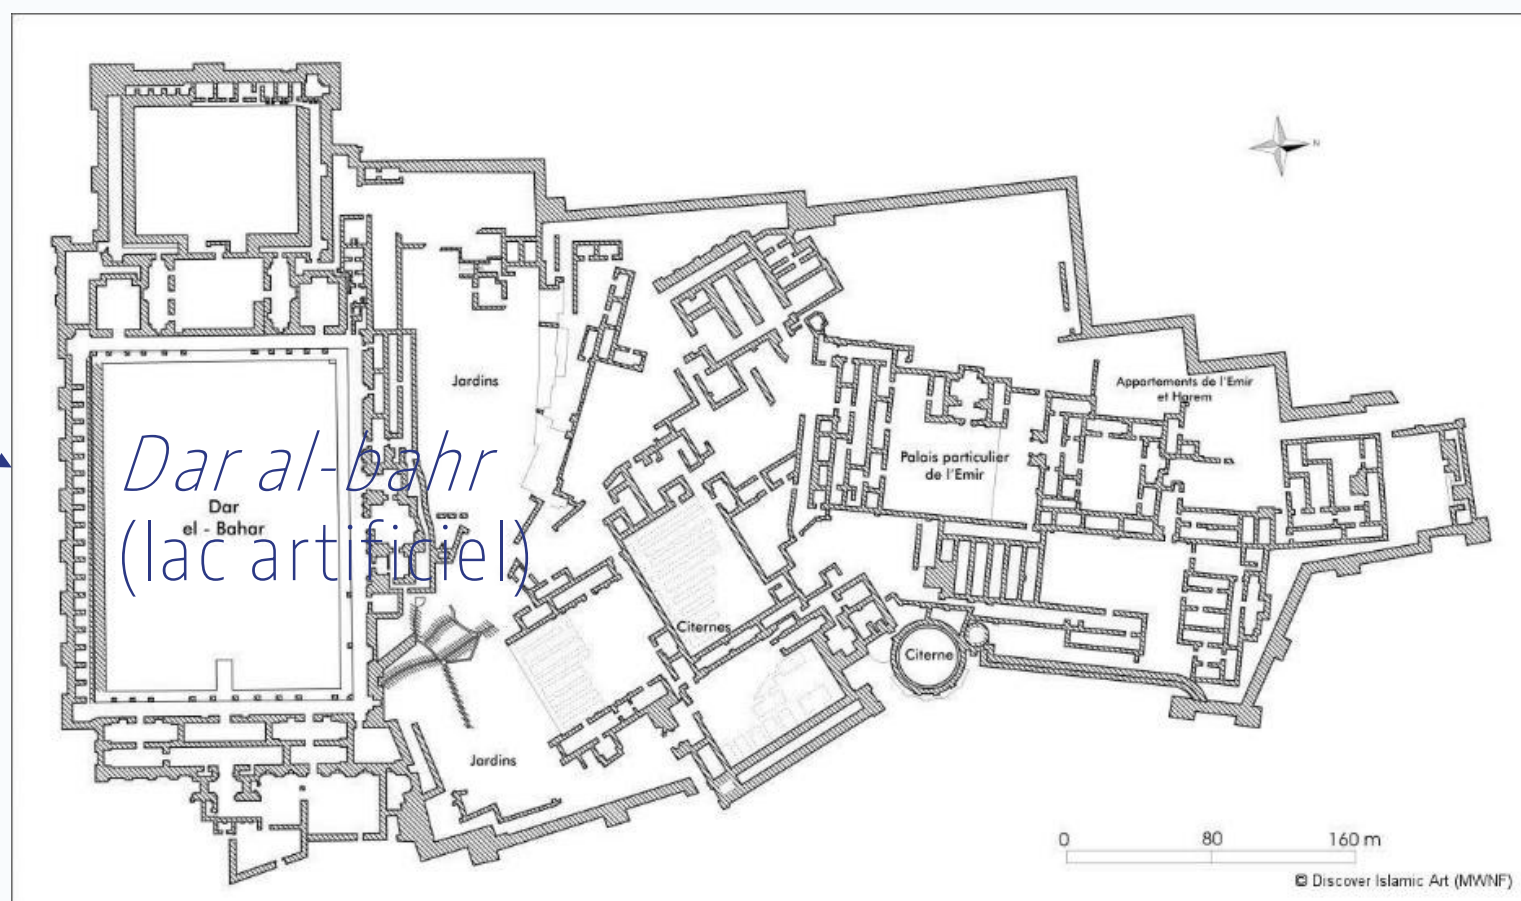 N
Jardins
Appartements de l'Emir
et Harem
Dar al-bahr
(lac artificiel)
Dar
el - Bahar
Palais particulier
de l'Emir
Citernes
Citerne
Jardins
0 80 160 m
© Discover Islamic Art (MWNF)